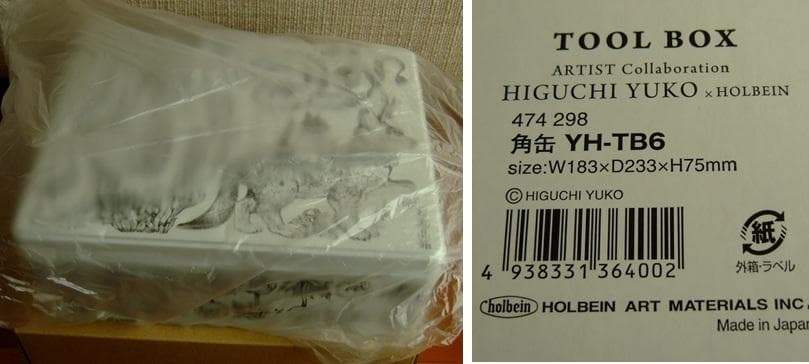 TOOL BOX
ARTIST Collaboration
HIGUCHI YUKO × HOLBEIN
474 298
角缶 YH-TB6
size:W183×D233×H75mm
© HIGUCHI YUKO
4 938331 364002
紙
外箱・ラベル
holbein HOLBEIN ART MATERIALS INC
Made in Japan